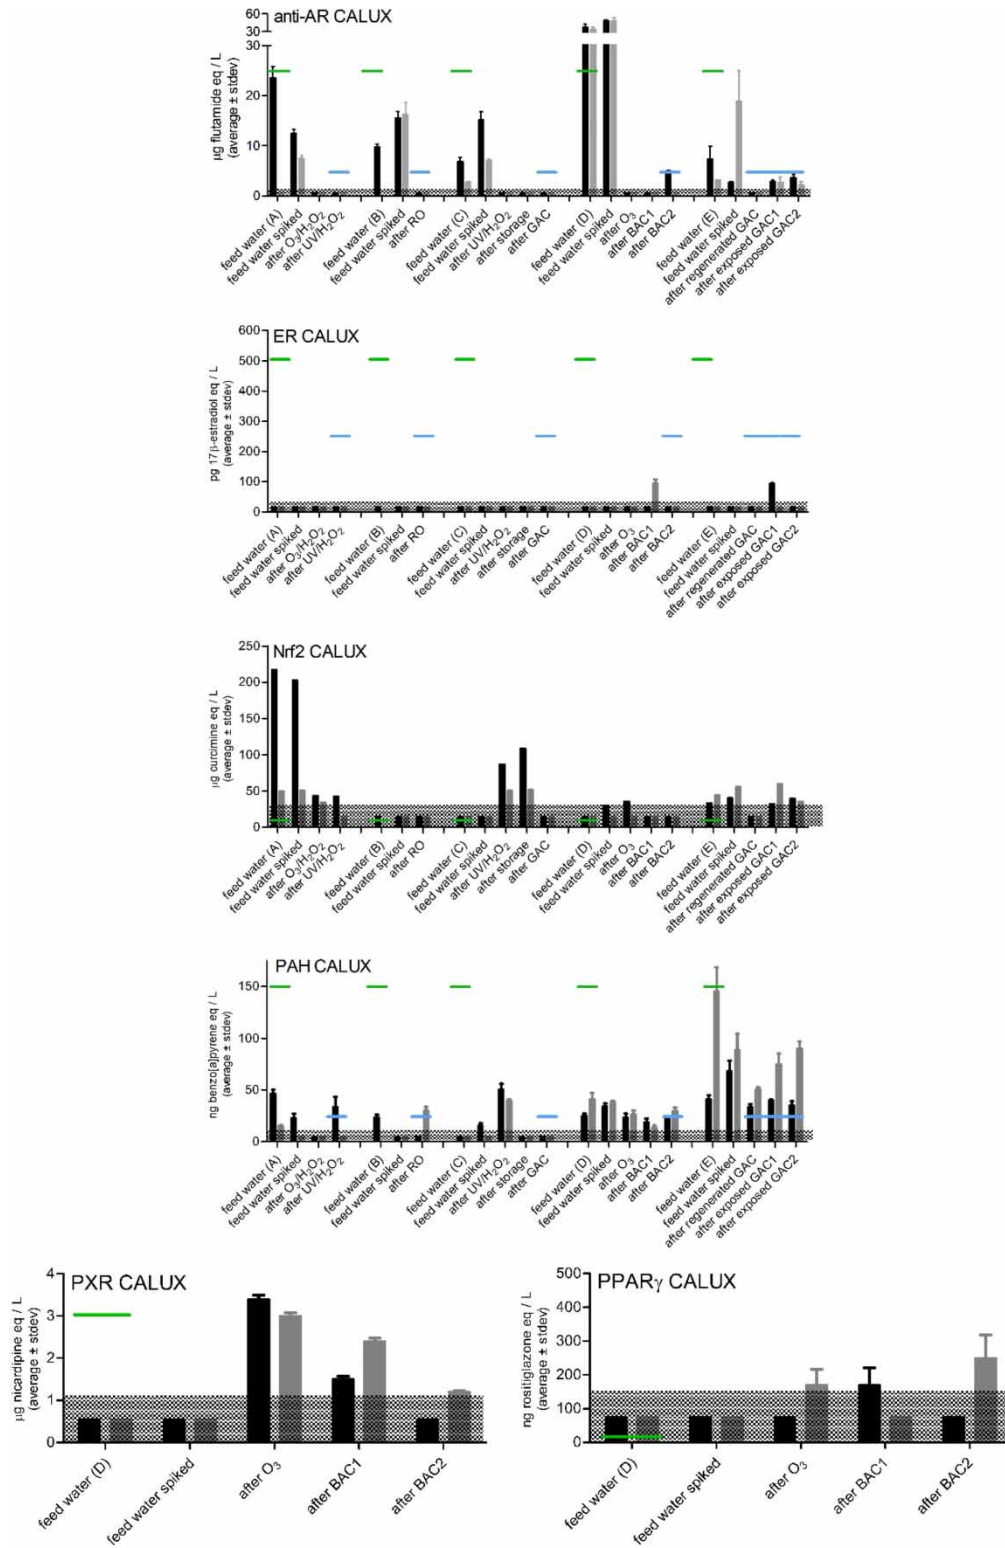 anti-AR CALUX
µg flutamide eq / L
(average ± stdev)
60
30
30
20
10
0
feed water (A)
feed water spiked
after O₃/H₂O₂
after UV/H₂O₂
feed water (B)
feed water spiked
after RO
feed water (C)
feed water spiked
after UV/H₂O₂
after storage
after GAC
feed water (D)
feed water spiked
after O₃
after BAC1
after BAC2
feed water (E)
feed water spiked
after regenerated GAC
after exposed GAC1
after exposed GAC2
ER CALUX
pg 17β-estradiol eq / L
(average ± stdev)
600
500
400
300
200
100
0
feed water (A)
feed water spiked
after O₃/H₂O₂
after UV/H₂O₂
feed water (B)
feed water spiked
after RO
feed water (C)
feed water spiked
after UV/H₂O₂
after storage
after GAC
feed water (D)
feed water spiked
after O₃
after BAC1
after BAC2
feed water (E)
feed water spiked
after regenerated GAC
after exposed GAC1
after exposed GAC2
Nrf2 CALUX
µg curcimine eq / L
(average ± stdev)
250
200
150
100
50
0
feed water (A)
feed water spiked
after O₃/H₂O₂
after UV/H₂O₂
feed water (B)
feed water spiked
after RO
feed water (C)
feed water spiked
after UV/H₂O₂
after storage
after GAC
feed water (D)
feed water spiked
after O₃
after BAC1
after BAC2
feed water (E)
feed water spiked
after regenerated GAC
after exposed GAC1
after exposed GAC2
PAH CALUX
ng benzo[a]pyrene eq / L
(average ± stdev)
150
100
50
0
feed water (A)
feed water spiked
after O₃/H₂O₂
after UV/H₂O₂
feed water (B)
feed water spiked
after RO
feed water (C)
feed water spiked
after UV/H₂O₂
after storage
after GAC
feed water (D)
feed water spiked
after O₃
after BAC1
after BAC2
feed water (E)
feed water spiked
after regenerated GAC
after exposed GAC1
after exposed GAC2
PXR CALUX
µg nicardipine eq / L
(average ± stdev)
4
3
2
1
0
feed water (D)
feed water spiked
after O₃
after BAC1
after BAC2
PPARγ CALUX
ng rositiglazone eq / L
(average ± stdev)
500
400
300
200
100
0
feed water (D)
feed water spiked
after O₃
after BAC1
after BAC2